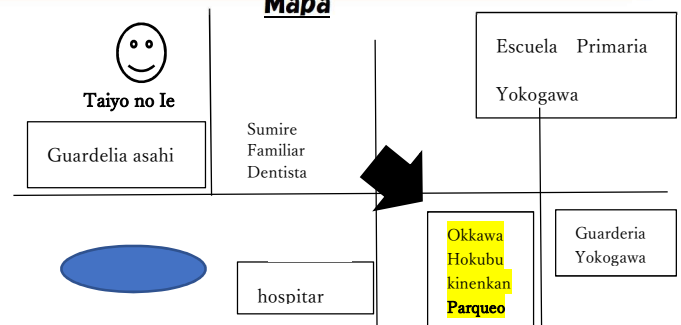 Mapa
Escuela Primaria
Yokogawa
Taiyo no Ie
Guardelia asahi
Sumire
Familiar
Dentista
Okkawa
Hokubu
kinenkan
Parqueo
Guarderia
Yokogawa
hospitar